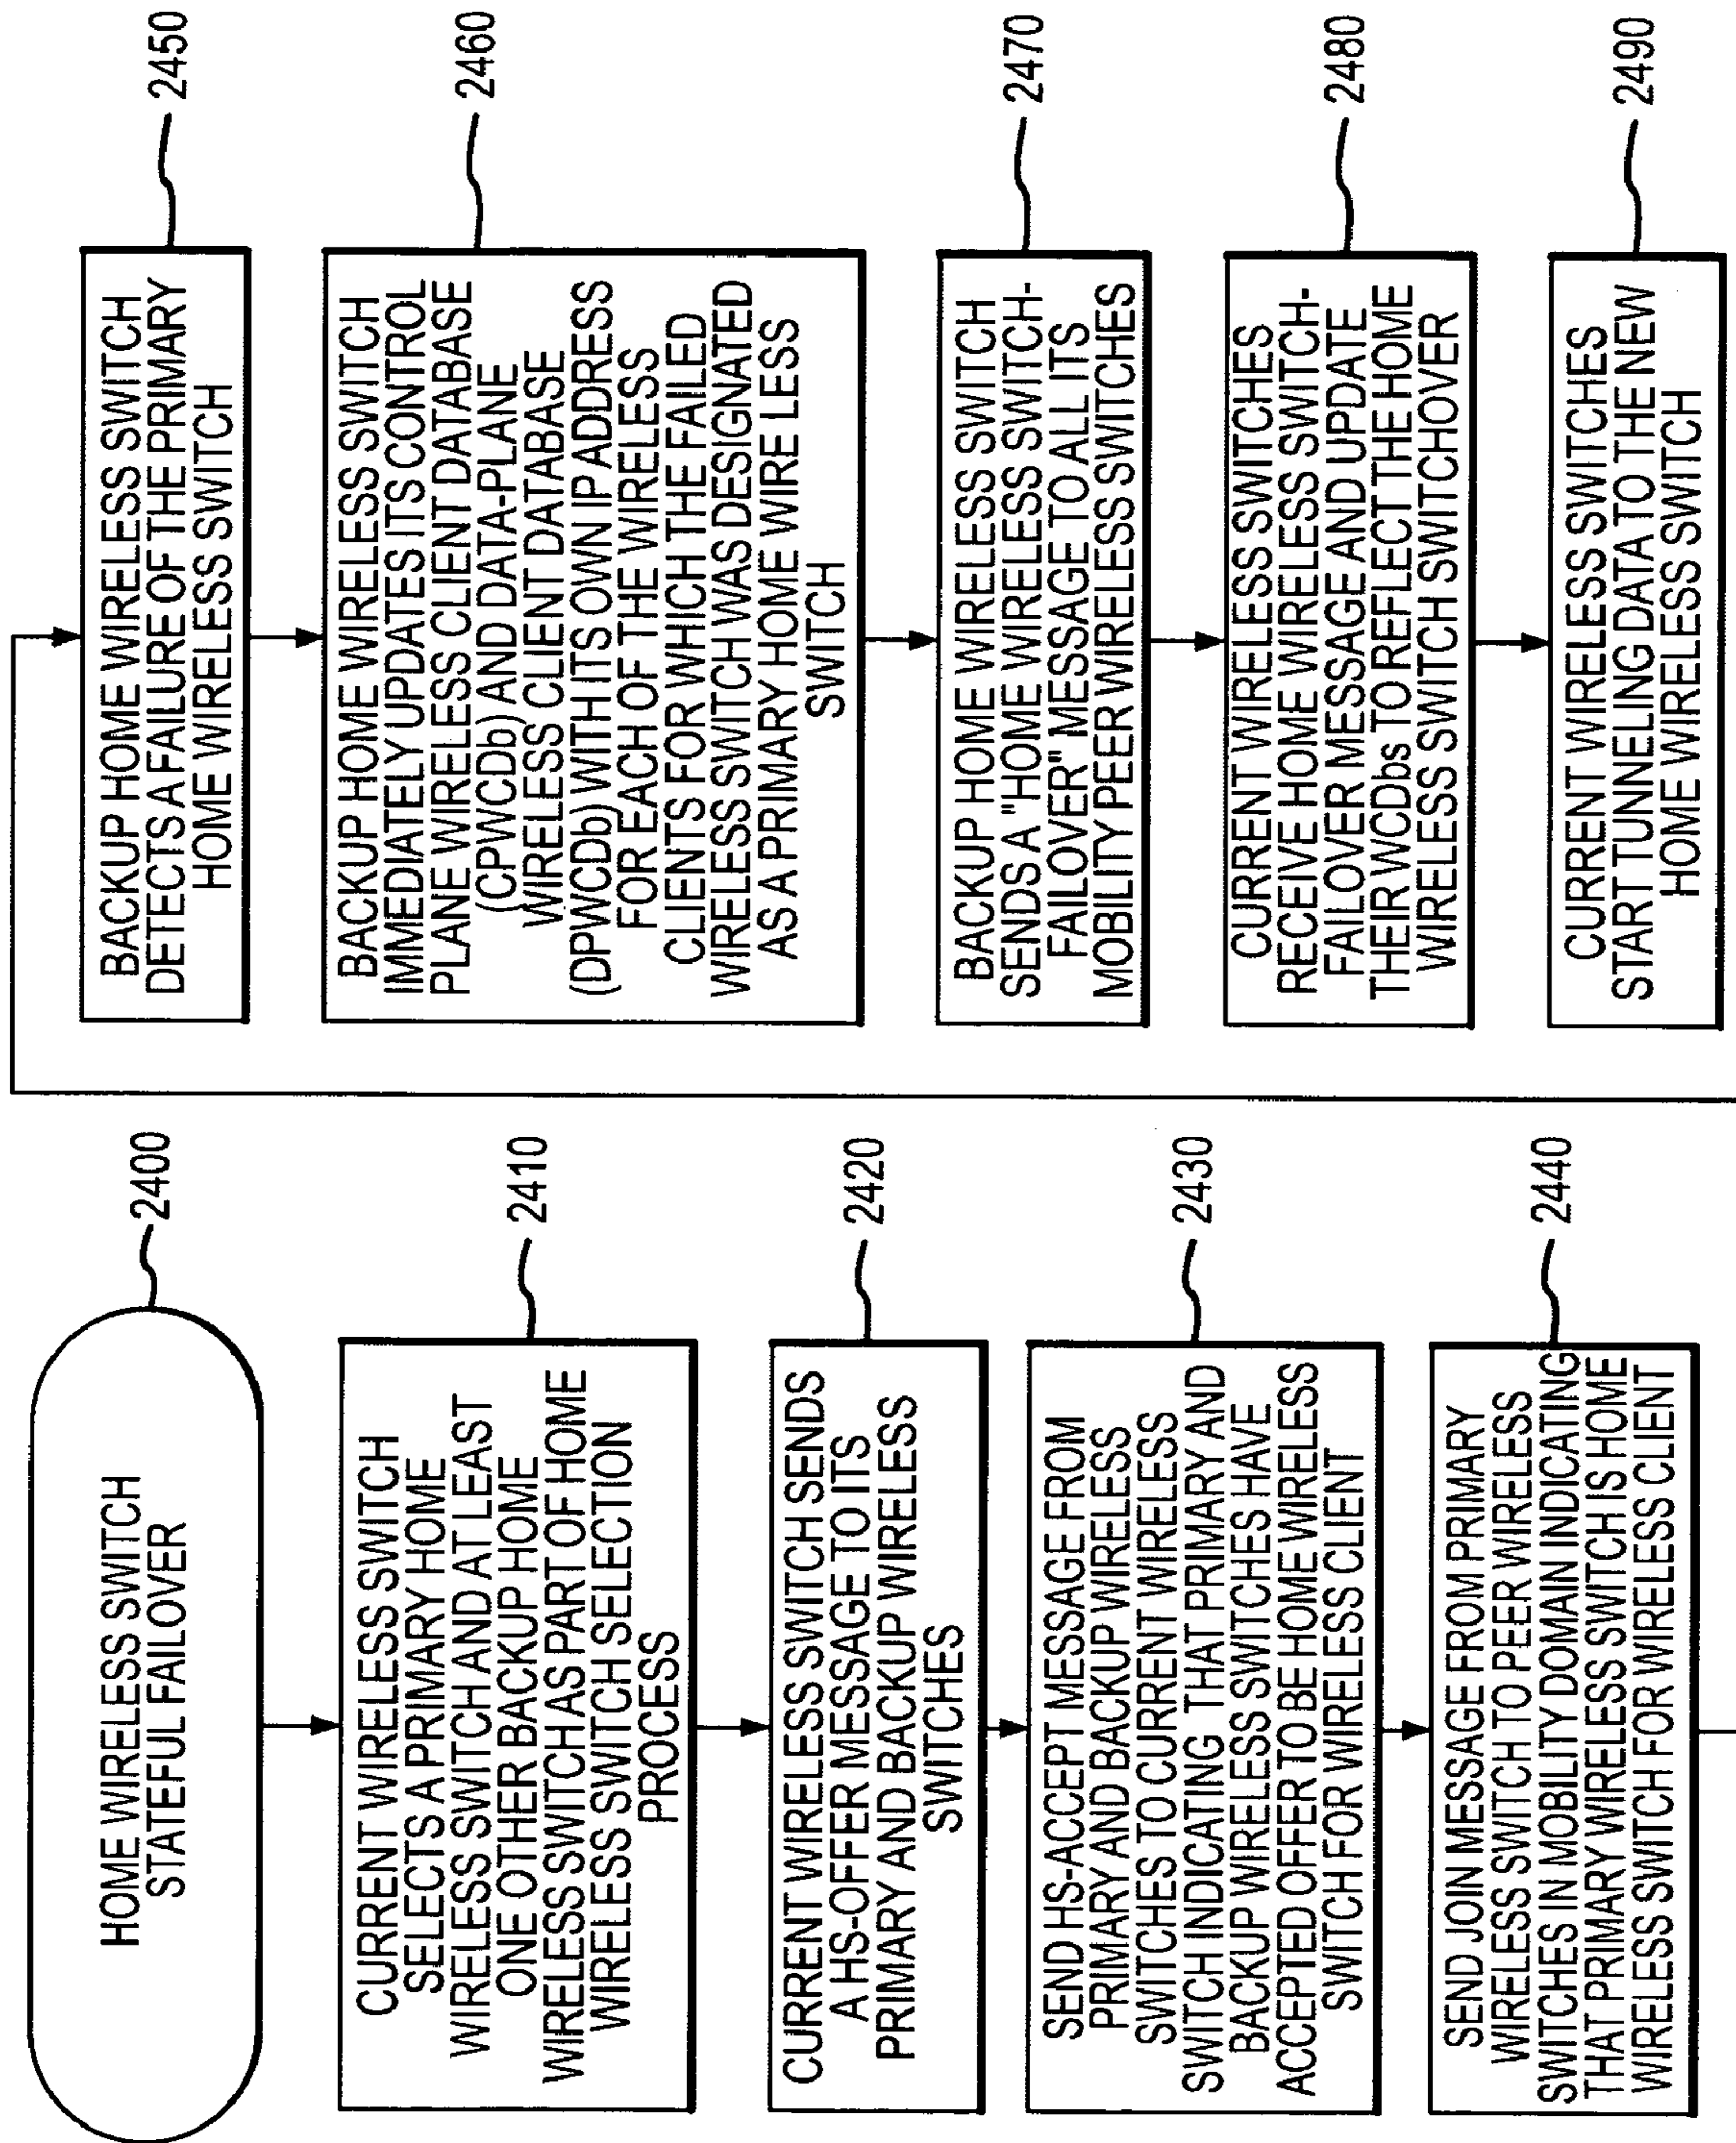 HOME WIRELESS SWITCH
STATEFUL FAILOVER
2400
CURRENT WIRELESS SWITCH
SELECTS A PRIMARY HOME
WIRELESS SWITCH AND AT LEAST
ONE OTHER BACKUP HOME
WIRELESS SWITCH AS PART OF HOME
WIRELESS SWITCH SELECTION
PROCESS
2410
CURRENT WIRELESS SWITCH SENDS
A HS-OFFER MESSAGE TO ITS
PRIMARY AND BACKUP WIRELESS
SWITCHES
2420
SEND HS-ACCEPT MESSAGE FROM
PRIMARY AND BACKUP WIRELESS
SWITCHES TO CURRENT WIRELESS
SWITCH INDICATING THAT PRIMARY AND
BACKUP WIRELESS SWITCHES HAVE
ACCEPTED OFFER TO BE HOME WIRELESS
SWITCH FOR WIRELESS CLIENT
2430
SEND JOIN MESSAGE FROM PRIMARY
WIRELESS SWITCH TO PEER WIRELESS
SWITCHES IN MOBILITY DOMAIN INDICATING
THAT PRIMARY WIRELESS SWITCH IS HOME
WIRELESS SWITCH FOR WIRELESS CLIENT
2440
BACKUP HOME WIRELESS SWITCH
DETECTS A FAILURE OF THE PRIMARY
HOME WIRELESS SWITCH
2450
BACKUP HOME WIRELESS SWITCH
IMMEDIATELY UPDATES ITS CONTROL
PLANE WIRELESS CLIENT DATABASE
(CPWCDb) AND DATA-PLANE
WIRELESS CLIENT DATABASE
(DPWCDb) WITH ITS OWN IP ADDRESS
FOR EACH OF THE WIRELESS
CLIENTS FOR WHICH THE FAILED
WIRELESS SWITCH WAS DESIGNATED
AS A PRIMARY HOME WIRE LESS
SWITCH
2460
BACKUP HOME WIRELESS SWITCH
SENDS A "HOME WIRELESS SWITCH-
FAILOVER" MESSAGE TO ALL ITS
MOBILITY PEER WIRELESS SWITCHES
2470
CURRENT WIRELESS SWITCHES
RECEIVE HOME WIRELESS SWITCH-
FAILOVER MESSAGE AND UPDATE
THEIR WCDbs TO REFLECT THE HOME
WIRELESS SWITCH SWITCHOVER
2480
CURRENT WIRELESS SWITCHES
START TUNNELING DATA TO THE NEW
HOME WIRELESS SWITCH
2490